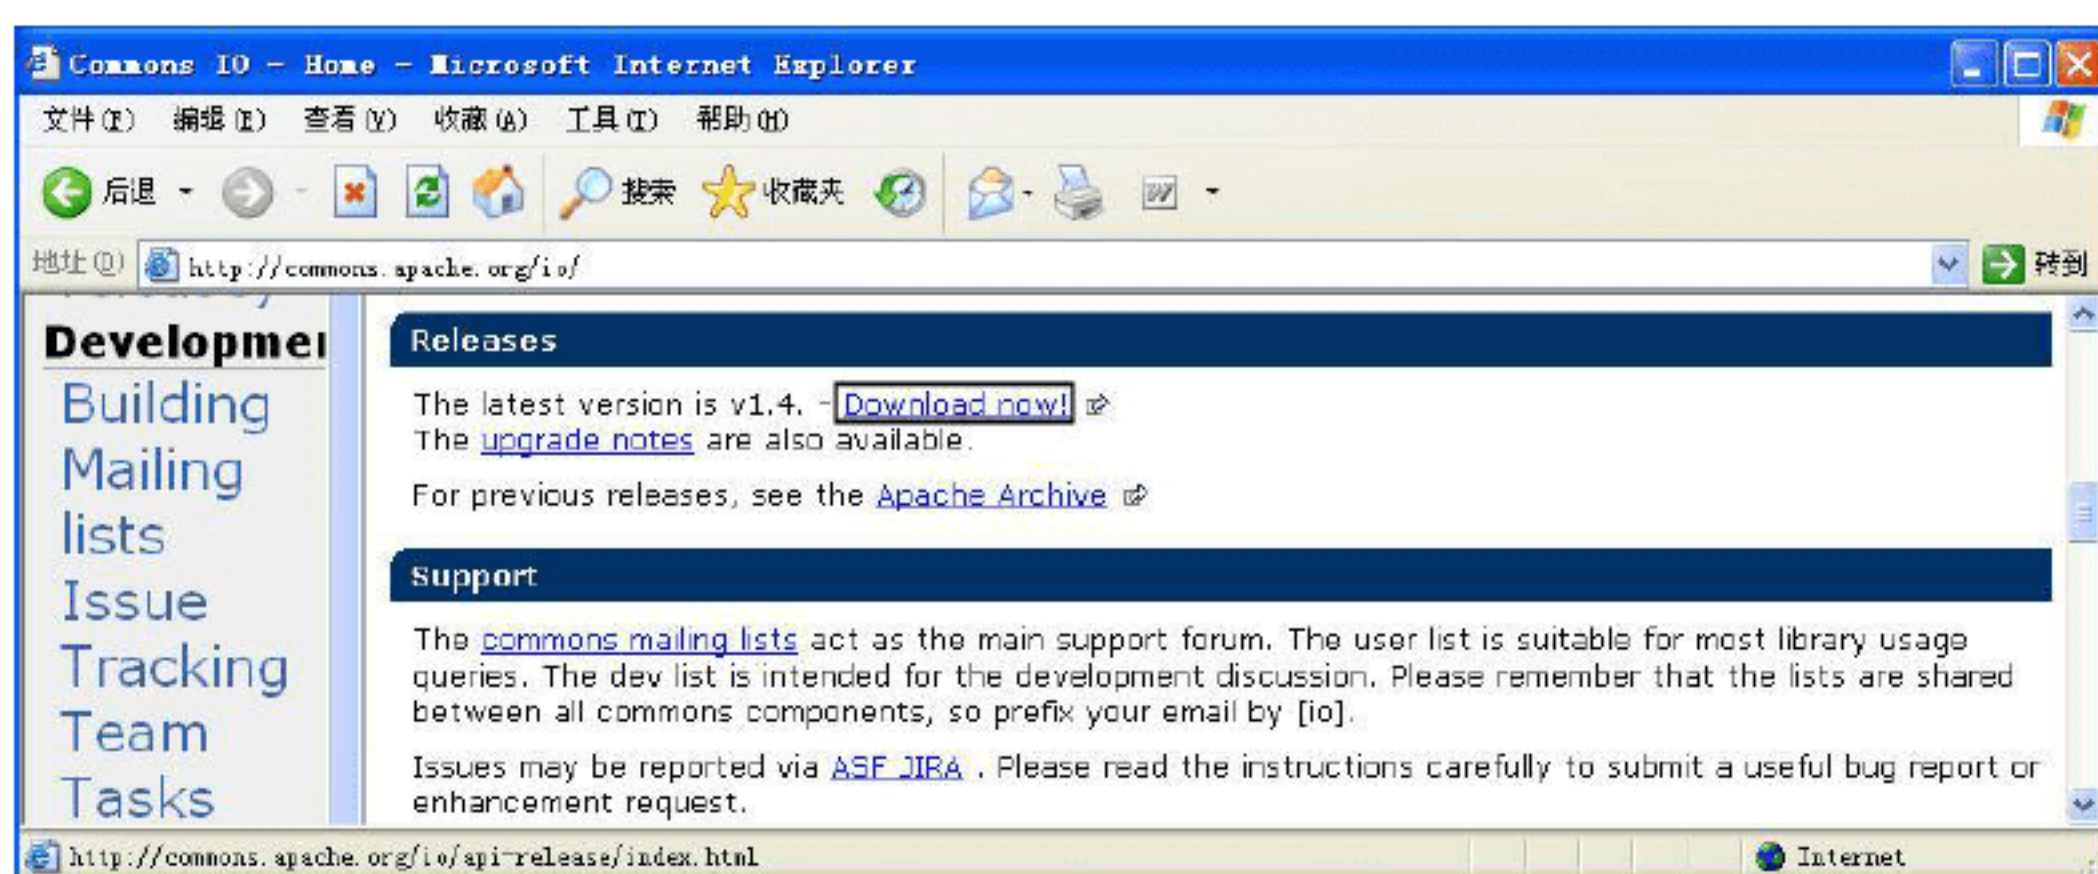 Commons IO - Home - Microsoft Internet Explorer
文件(F) 编辑(E) 查看(V) 收藏(A) 工具(T) 帮助(H)
后退 搜索 收藏夹
地址(D) http://commons.apache.org/io/ 转到
Developmen
Building
Mailing
lists
Issue
Tracking
Team
Tasks
Releases
The latest version is v1.4. - Download now!
The upgrade notes are also available.
For previous releases, see the Apache Archive
Support
The commons mailing lists act as the main support forum. The user list is suitable for most library usage
queries. The dev list is intended for the development discussion. Please remember that the lists are shared
between all commons components, so prefix your email by [io].
Issues may be reported via ASF JIRA . Please read the instructions carefully to submit a useful bug report or
enhancement request.
http://commons.apache.org/io/api-release/index.html Internet